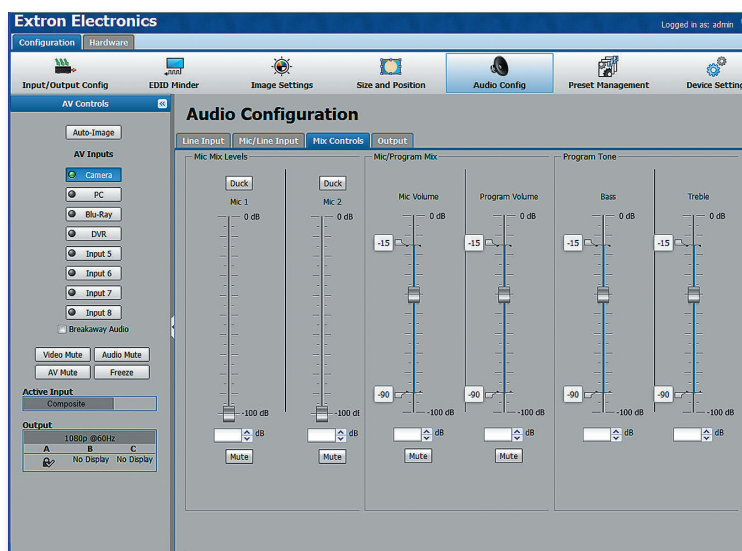 Extron Electronics
Logged in as: admin
Configuration Hardware
Input/Output Config EDID Minder Image Settings Size and Position Audio Config Preset Management Device Setting
AV Controls
Auto-Image
AV Inputs
Camera
PC
Blu-Ray
DVR
Input 5
Input 6
Input 7
Input 8
Breakaway Audio
Video Mute Audio Mute
AV Mute Freeze
Active Input
Composite
Output
1080p @60Hz
A B C
No Display No Display
Audio Configuration
Line Input Mic/Line Input Mix Controls Output
Mic Mix Levels
Duck Duck
Mic 1 Mic 2
0 dB 0 dB
-100 dB -100 dB
dB dB
Mute Mute
Mic/Program Mix
Mic Volume Program Volume
0 dB 0 dB
-15 -15
-90 -90
-100 dB -100 dB
dB dB
Mute Mute
Program Tone
Bass Treble
0 dB 0 dB
-15 -15
-90 -90
-100 dB -100 dB
dB dB